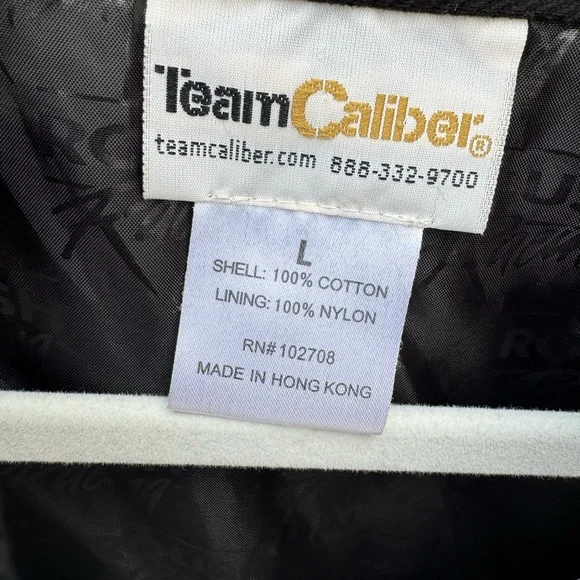 TeamCaliber®
teamcaliber.com 888-332-9700
L
SHELL: 100% COTTON
LINING: 100% NYLON
RN# 102708
MADE IN HONG KONG